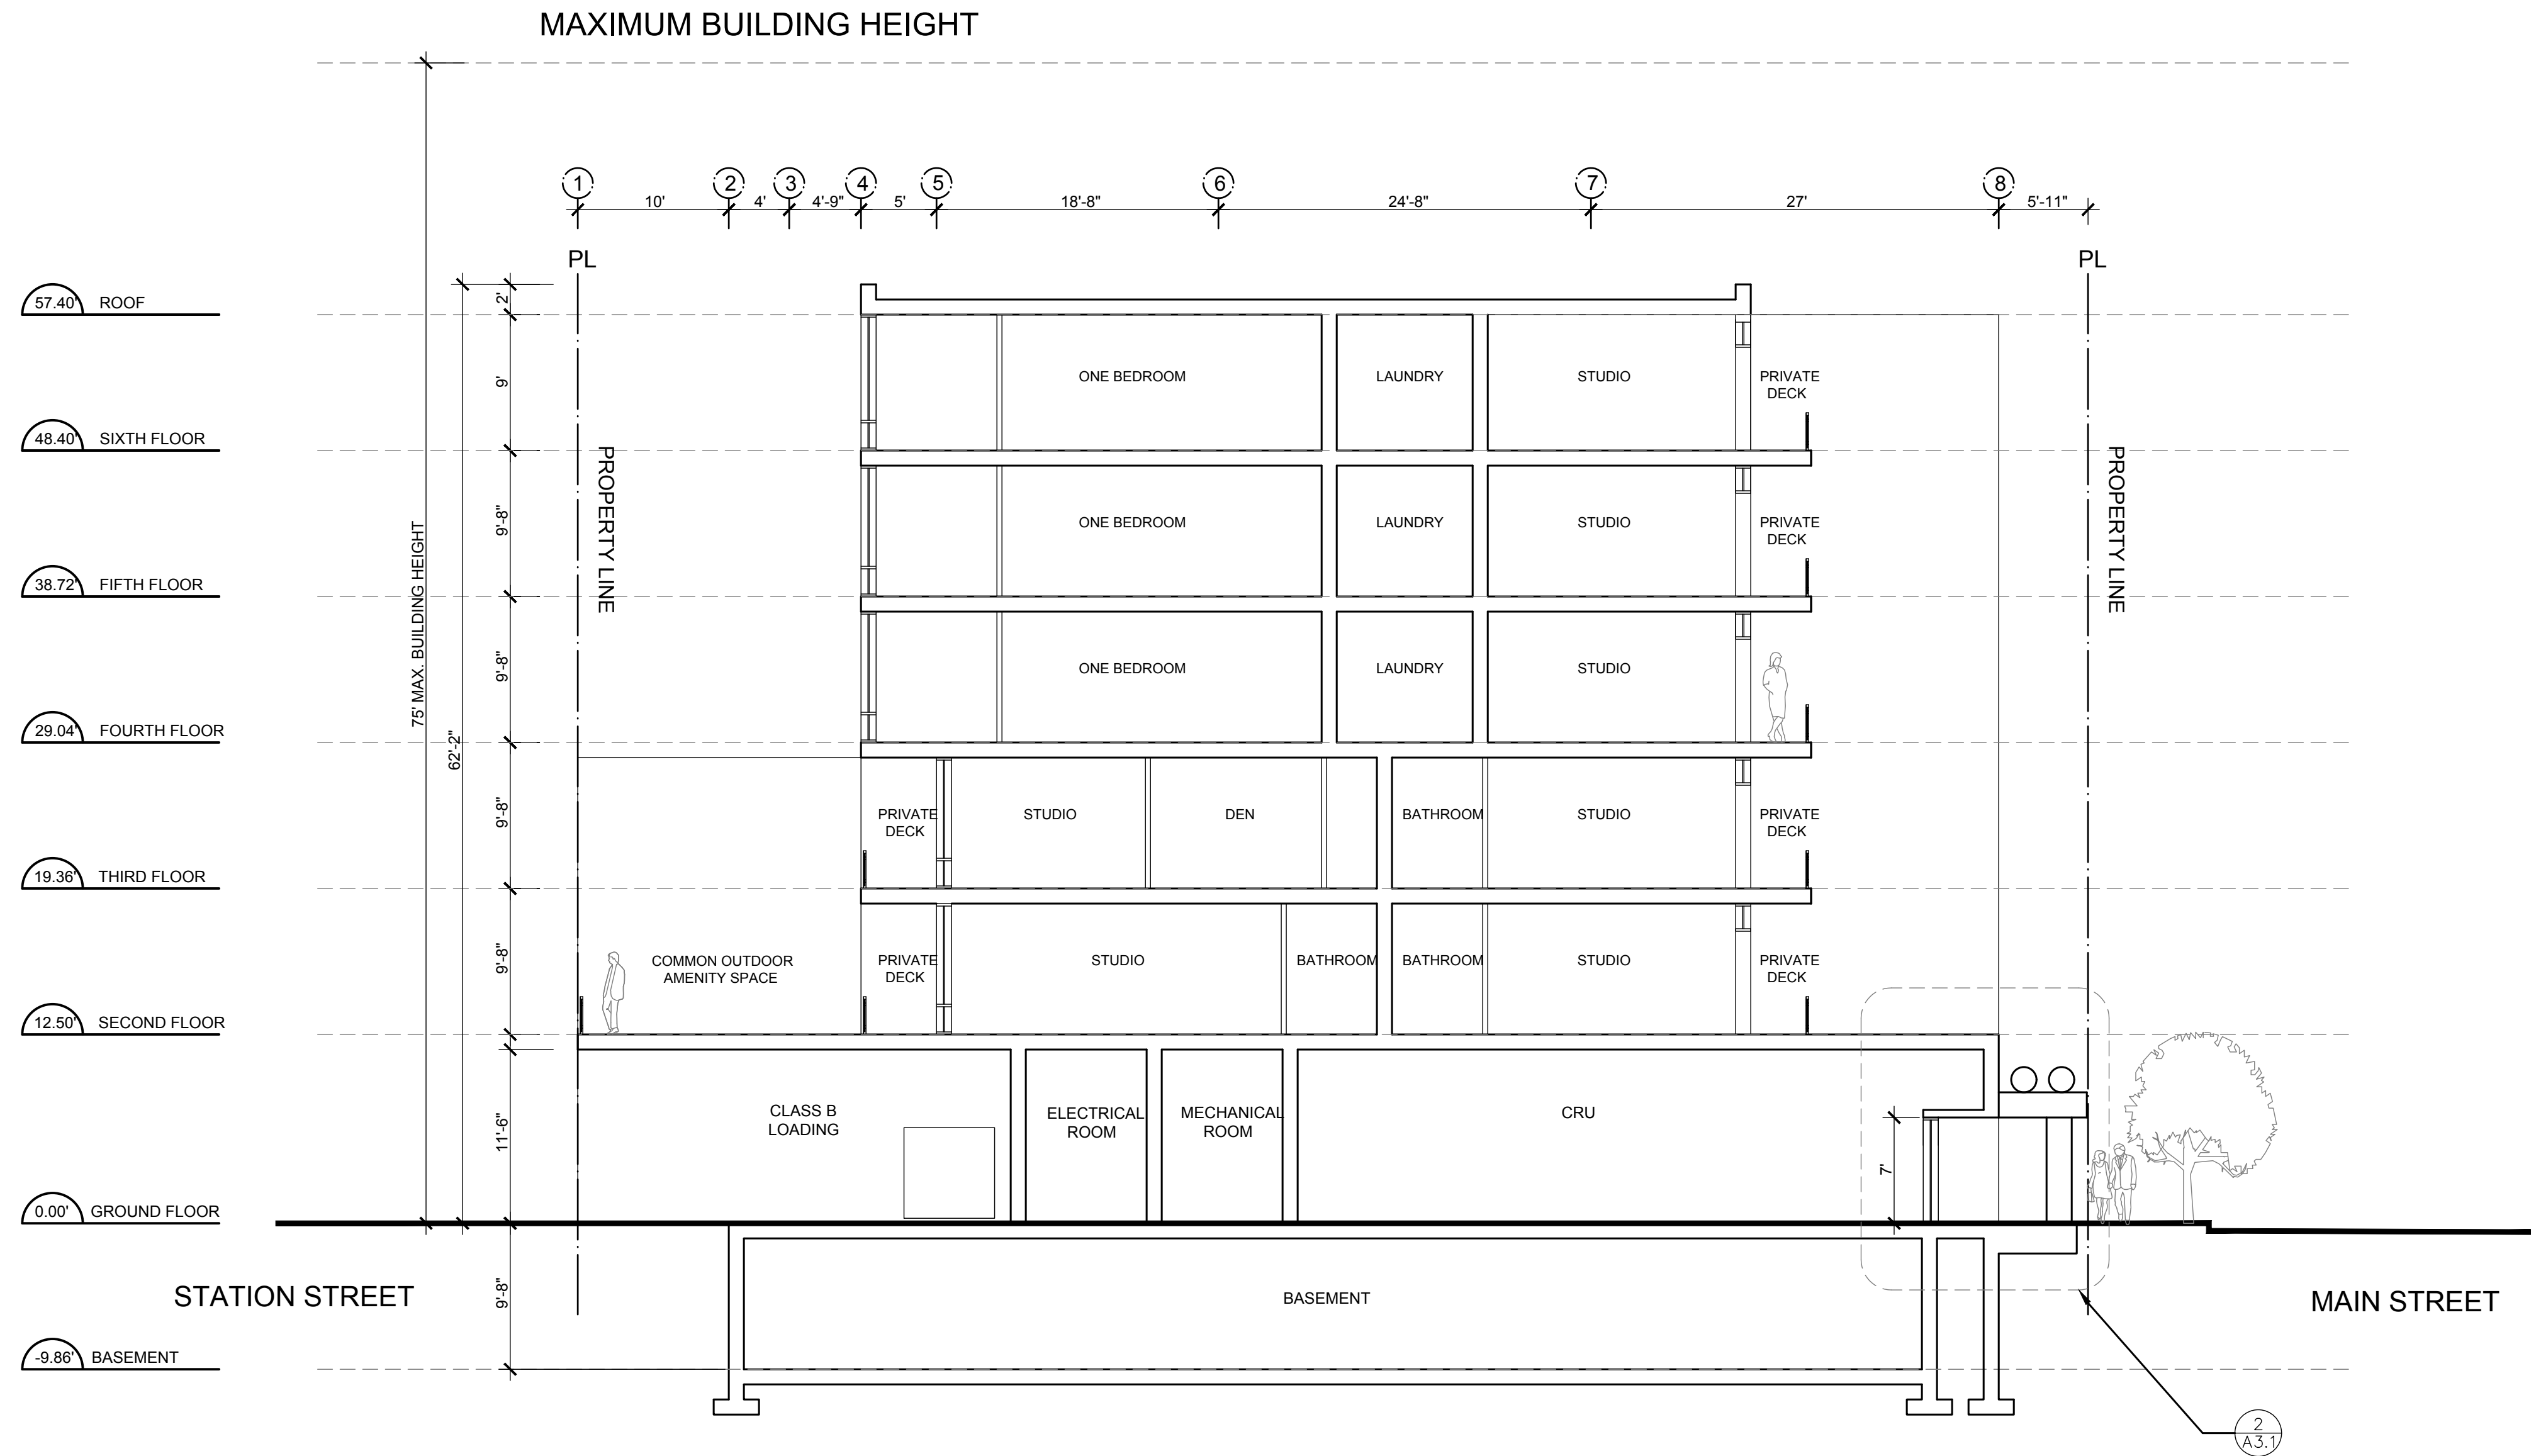 MAXIMUM BUILDING HEIGHT
1 2 3 4 5 6 7 8
10' 4' 4'-9" 5' 18'-8" 24'-8" 27' 5'-11"
PL PL
57.40' ROOF
2'
9'
ONE BEDROOM LAUNDRY STUDIO PRIVATE
DECK
48.40' SIXTH FLOOR
PROPERTY LINE
PROPERTY LINE
9'-8"
ONE BEDROOM LAUNDRY STUDIO PRIVATE
DECK
38.72' FIFTH FLOOR
75' MAX. BUILDING HEIGHT
9'-8"
ONE BEDROOM LAUNDRY STUDIO
29.04' FOURTH FLOOR
62'-2"
9'-8"
PRIVATE
DECK
STUDIO DEN BATHROOM STUDIO
PRIVATE
DECK
19.36' THIRD FLOOR
9'-8"
COMMON OUTDOOR
AMENITY SPACE
PRIVATE
DECK
STUDIO BATHROOM BATHROOM STUDIO
PRIVATE
DECK
12.50' SECOND FLOOR
11'-6"
CLASS B
LOADING
ELECTRICAL
ROOM
MECHANICAL
ROOM
CRU
7'
0.00' GROUND FLOOR
STATION STREET
9'-8"
BASEMENT
MAIN STREET
-9.86' BASEMENT
2
A3.1